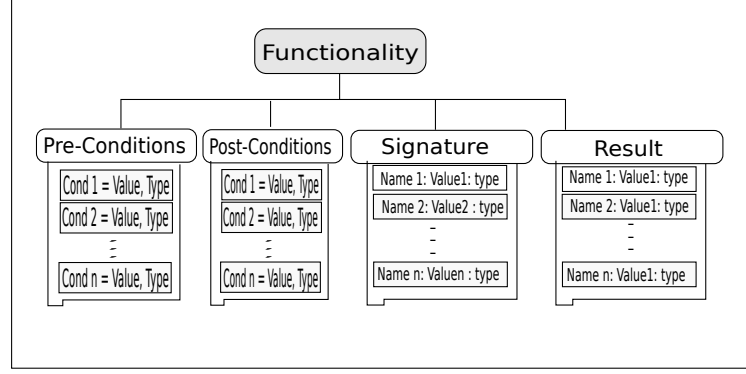 Functionality
Pre-Conditions
Cond 1 = Value, Type
Cond 2 = Value, Type
Cond n = Value, Type
Post-Conditions
Cond 1 = Value, Type
Cond 2 = Value, Type
Cond n = Value, Type
Signature
Name 1: Value1: type
Name 2: Value2 : type
Name n: Valuen : type
Result
Name 1: Value1: type
Name 2: Value1: type
Name n: Value1: type